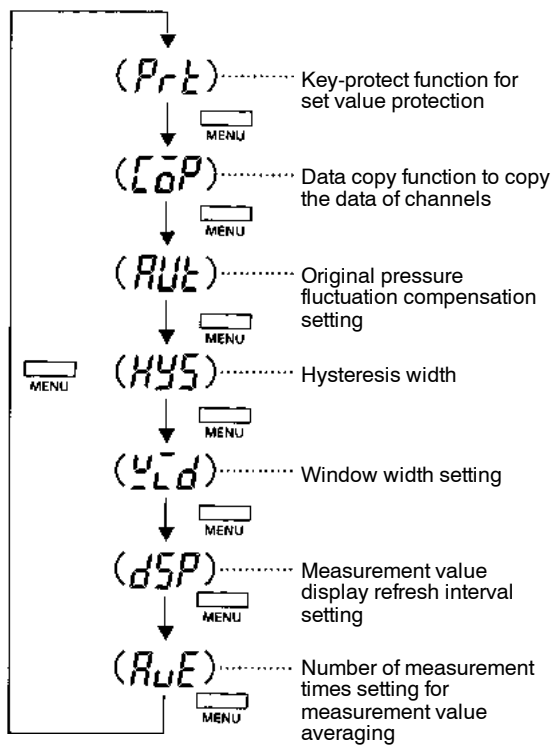 (Prt)
Key-protect function for
set value protection
MENU
(CoP)
Data copy function to copy
the data of channels
MENU
(AUt)
Original pressure
fluctuation compensation
setting
MENU
MENU
(HYS)
Hysteresis width
MENU
(Wid)
Window width setting
MENU
(dSP)
Measurement value
display refresh interval
setting
MENU
(AvE)
Number of measurement
times setting for
measurement value
averaging
MENU